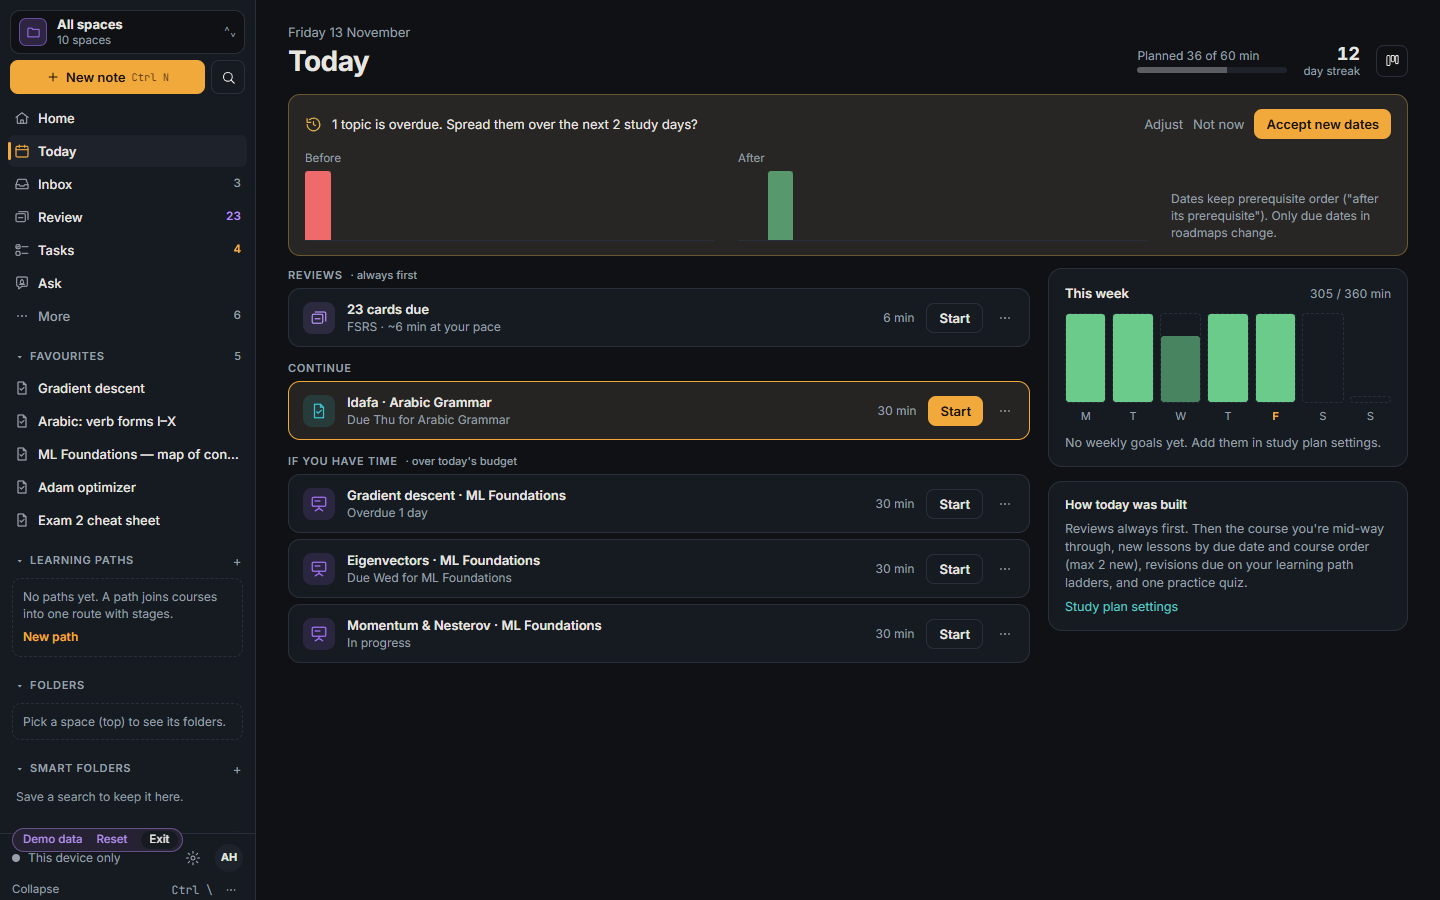 All spaces
10 spaces
+ New note Ctrl N
Home
Today
Inbox 3
Review 23
Tasks 4
Ask
More 6
FAVOURITES 5
Gradient descent
Arabic: verb forms I–X
ML Foundations — map of con...
Adam optimizer
Exam 2 cheat sheet
LEARNING PATHS +
No paths yet. A path joins courses
into one route with stages.
New path
FOLDERS
Pick a space (top) to see its folders.
SMART FOLDERS +
Save a search to keep it here.
Demo data Reset Exit
This device only AH
Collapse Ctrl \ ...
Friday 13 November
Today
Planned 36 of 60 min
12
day streak
1 topic is overdue. Spread them over the next 2 study days?
Adjust Not now Accept new dates
Before
After
Dates keep prerequisite order ("after
its prerequisite"). Only due dates in
roadmaps change.
REVIEWS · always first
23 cards due
FSRS · ~6 min at your pace
6 min Start ...
CONTINUE
Idafa · Arabic Grammar
Due Thu for Arabic Grammar
30 min Start ...
IF YOU HAVE TIME · over today's budget
Gradient descent · ML Foundations
Overdue 1 day
30 min Start ...
Eigenvectors · ML Foundations
Due Wed for ML Foundations
30 min Start ...
Momentum & Nesterov · ML Foundations
In progress
30 min Start ...
This week 305 / 360 min
M T W T F S S
No weekly goals yet. Add them in study plan settings.
How today was built
Reviews always first. Then the course you're mid-way
through, new lessons by due date and course order
(max 2 new), revisions due on your learning path
ladders, and one practice quiz.
Study plan settings